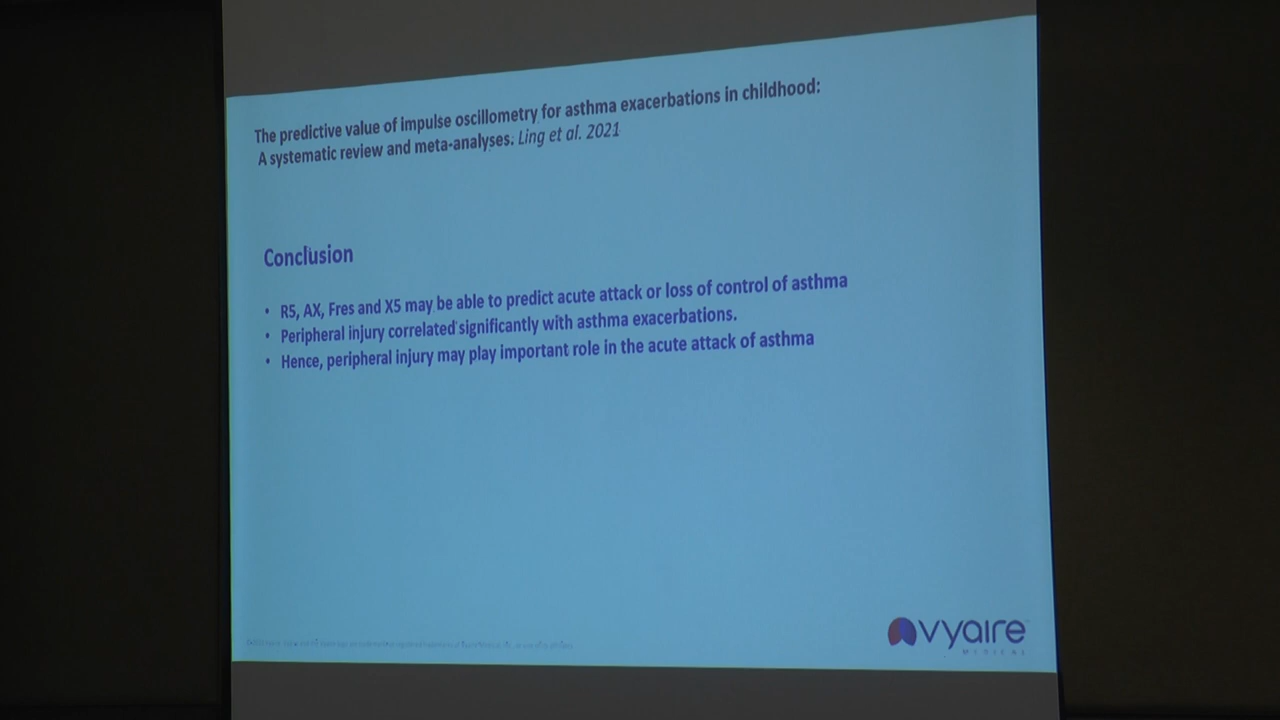 The predictive value of impulse oscillometry for asthma exacerbations in childhood:
A systematic review and meta-analyses. Ling et al. 2021
Conclusion
• R5, AX, Fres and X5 may be able to predict acute attack or loss of control of asthma
• Peripheral injury correlated significantly with asthma exacerbations.
• Hence, peripheral injury may play important role in the acute attack of asthma
vyaire
MEDICAL